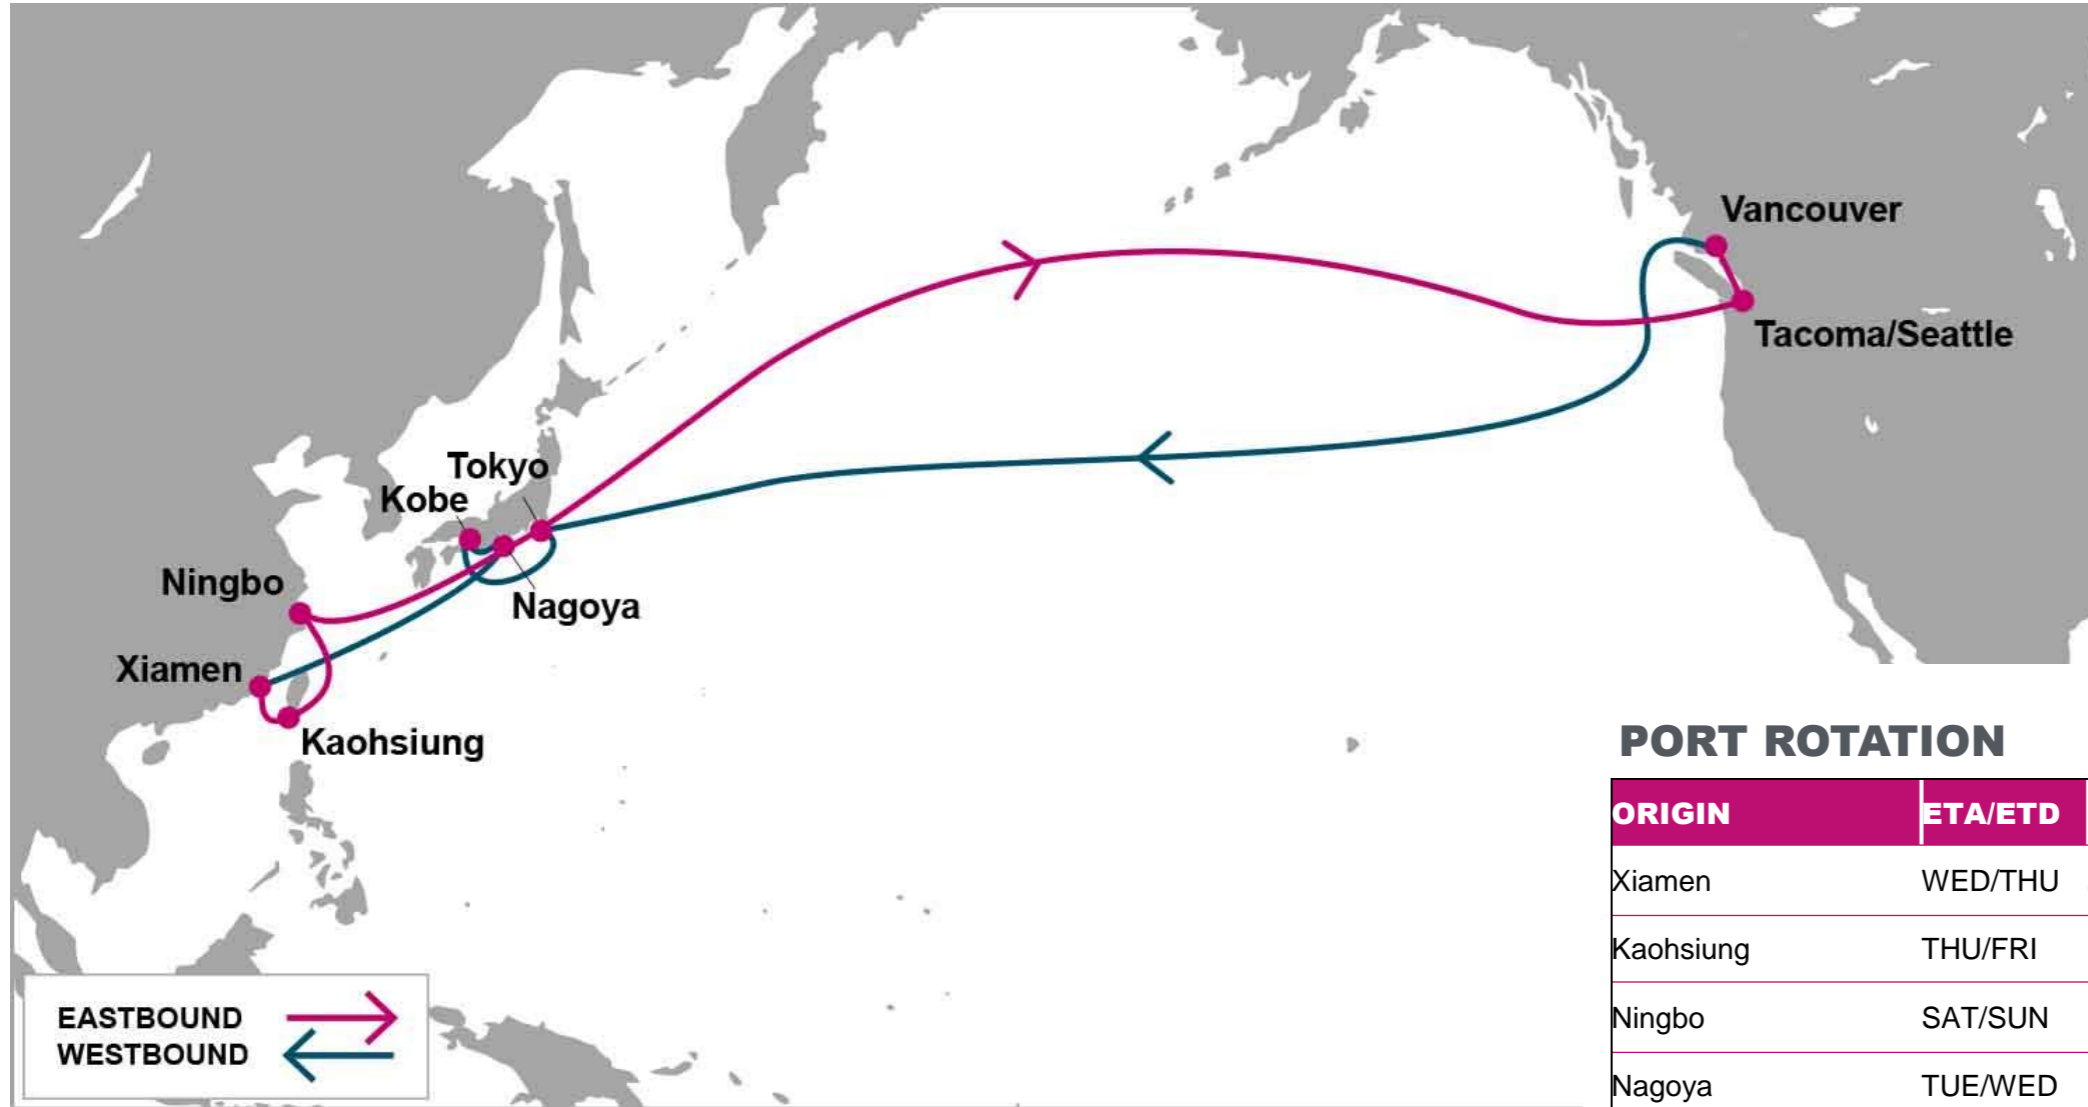 Vancouver
Tacoma/Seattle
Tokyo
Kobe
Nagoya
Ningbo
Xiamen
Kaohsiung
EASTBOUND
WESTBOUND
PORT ROTATION
ORIGIN ETA/ETD
Xiamen WED/THU
Kaohsiung THU/FRI
Ningbo SAT/SUN
Nagoya TUE/WED